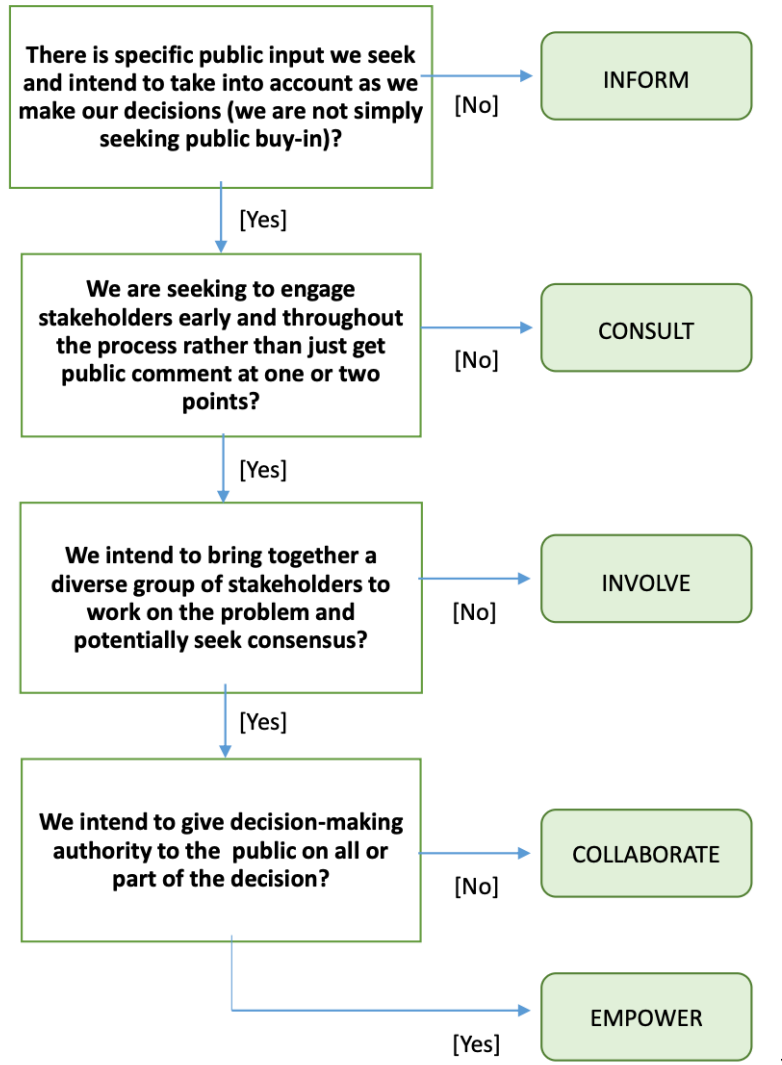 There is specific public input we seek
and intend to take into account as we
make our decisions (we are not simply
seeking public buy-in)?
[No]
INFORM
[Yes]
We are seeking to engage
stakeholders early and throughout
the process rather than just get
public comment at one or two
points?
[No]
CONSULT
[Yes]
We intend to bring together a
diverse group of stakeholders to
work on the problem and
potentially seek consensus?
[No]
INVOLVE
[Yes]
We intend to give decision-making
authority to the public on all or
part of the decision?
[No]
COLLABORATE
[Yes]
EMPOWER